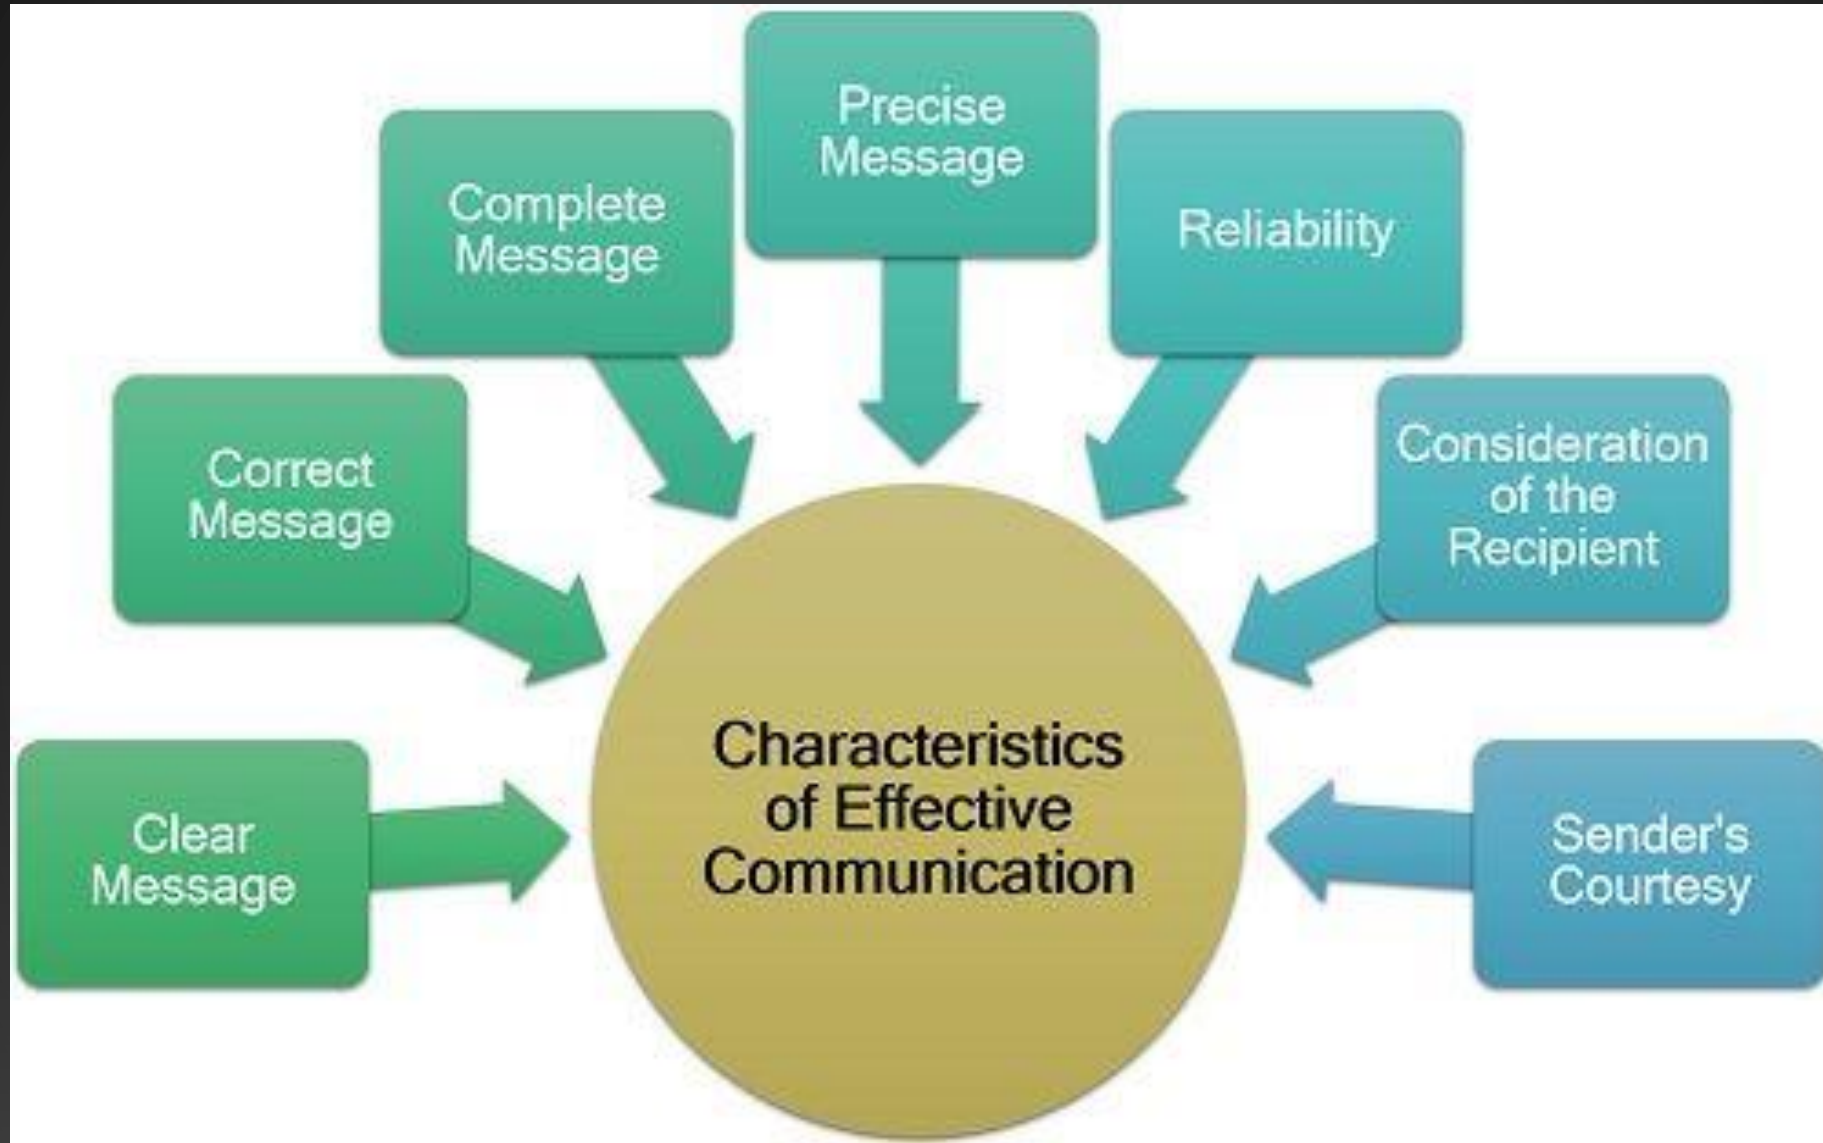 Precise
Message
Complete
Message
Reliability
Correct
Message
Consideration
of the
Recipient
Clear
Message
Characteristics
of Effective
Communication
Sender's
Courtesy